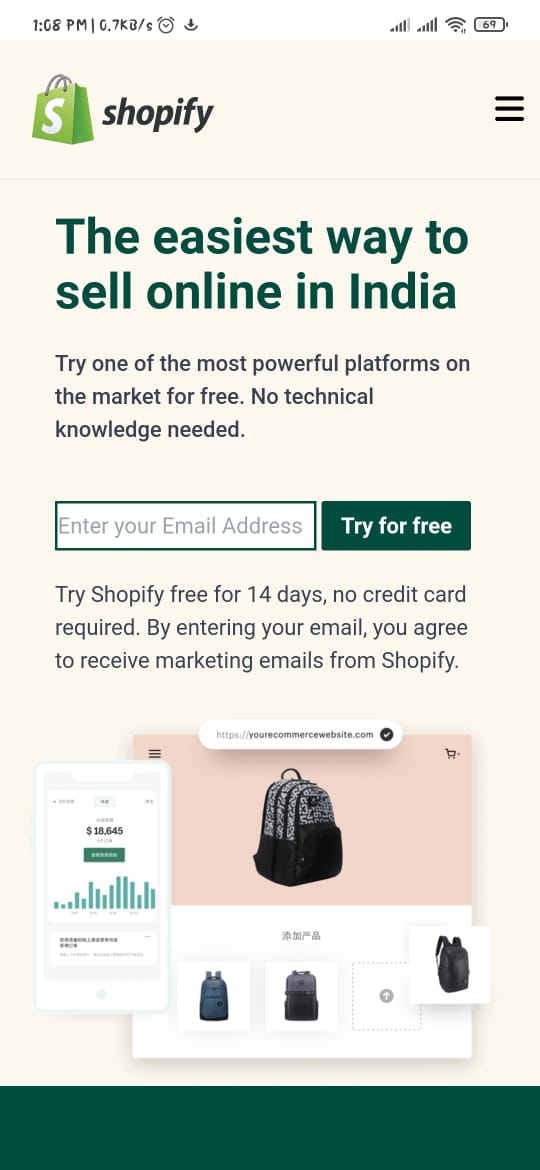 1:08 PM | 0.7KB/s
69
shopify
The easiest way to
sell online in India
Try one of the most powerful platforms on
the market for free. No technical
knowledge needed.
Enter your Email Address
Try for free
Try Shopify free for 14 days, no credit card
required. By entering your email, you agree
to receive marketing emails from Shopify.
https://yourecommercewebsite.com
$18,645
添加产品